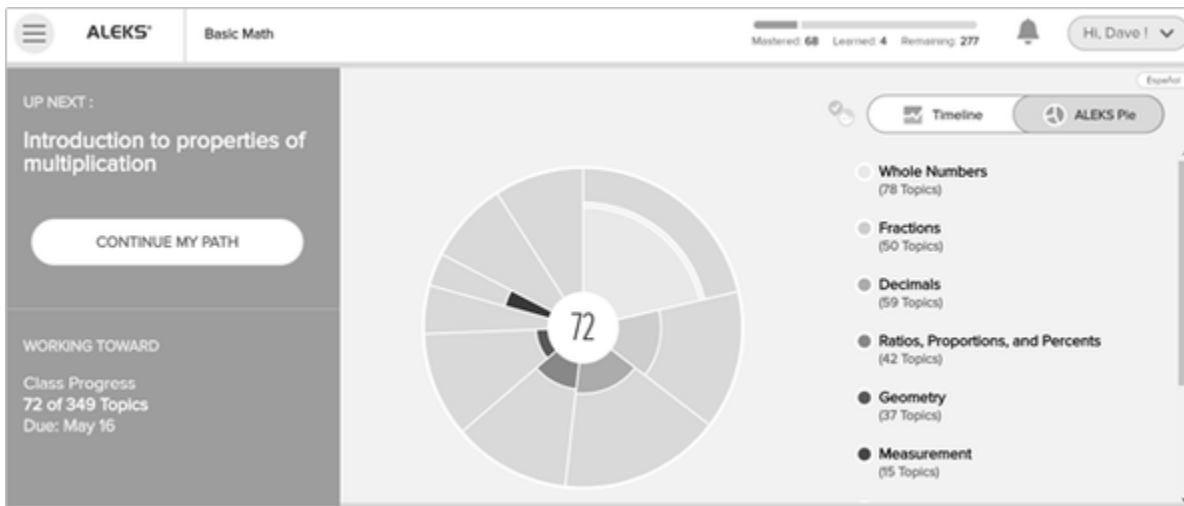 ALEKS®
Basic Math
Mastered: 68 Learned: 4 Remaining: 277
Hi, Dave !
UP NEXT :
Introduction to properties of
multiplication
CONTINUE MY PATH
WORKING TOWARD
Class Progress
72 of 349 Topics
Due: May 16
72
Español
Timeline
ALEKS Pie
Whole Numbers
(78 Topics)
Fractions
(50 Topics)
Decimals
(59 Topics)
Ratios, Proportions, and Percents
(42 Topics)
Geometry
(37 Topics)
Measurement
(15 Topics)